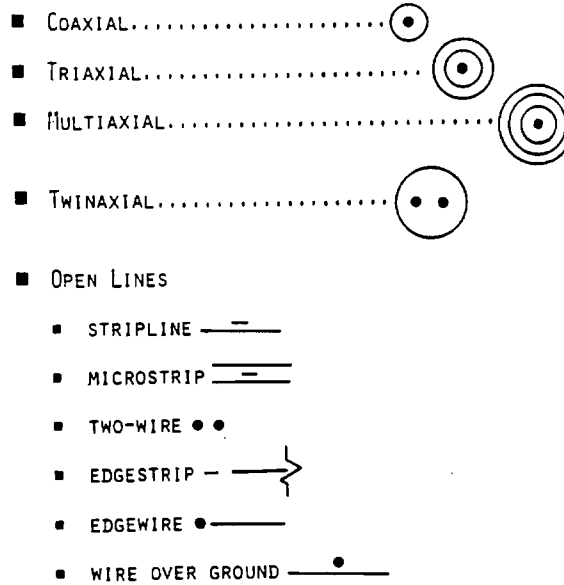 ■ COAXIAL
■ TRIAXIAL
■ MULTIAXIAL
■ TWINAXIAL
■ OPEN LINES
■ STRIPLINE
■ MICROSTRIP
■ TWO-WIRE
■ EDGESTRIP
■ EDGEWIRE
■ WIRE OVER GROUND